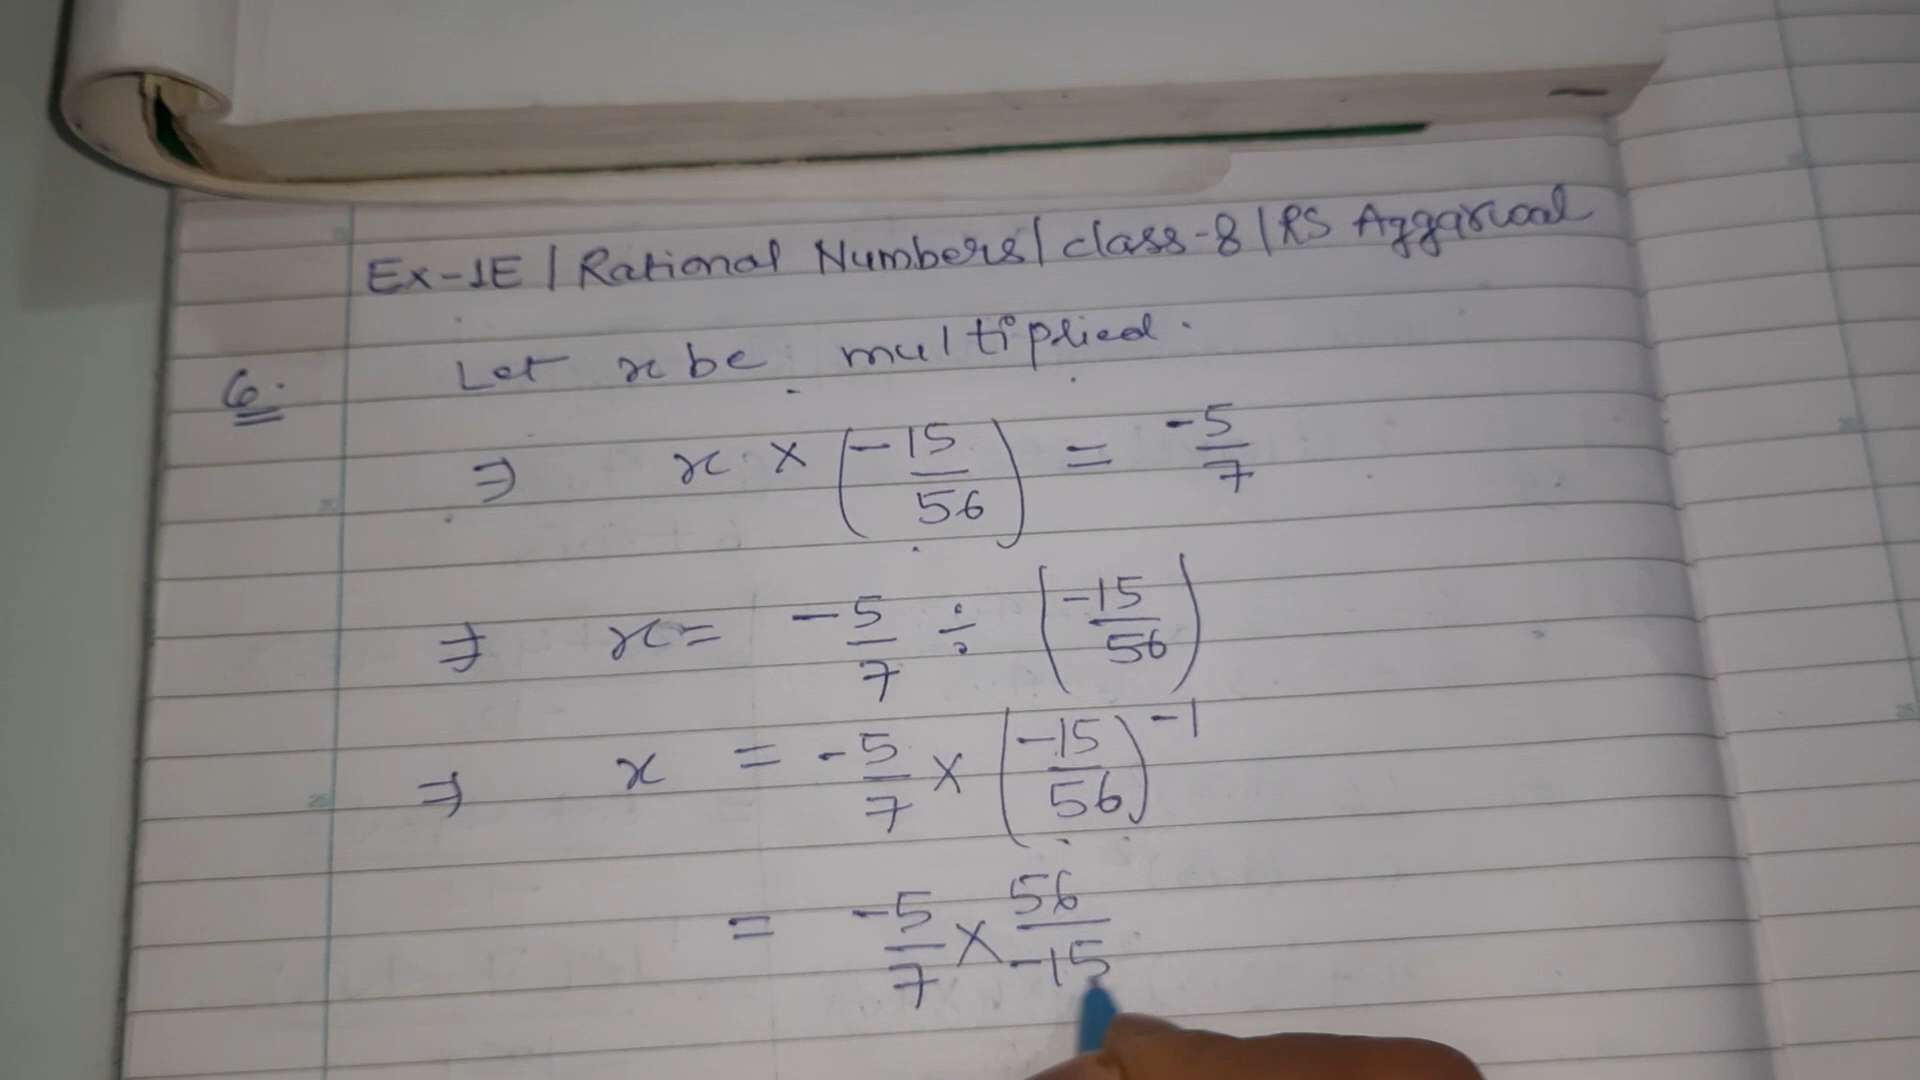 Ex-1E | Rational Numbers | class-8 | RS Aggarwal
6. Let x be multiplied.
⇒ x × (-15/56) = -5/7
⇒ x = -5/7 ÷ (-15/56)
⇒ x = -5/7 × (-15/56)^-1
= -5/7 × 56/-15